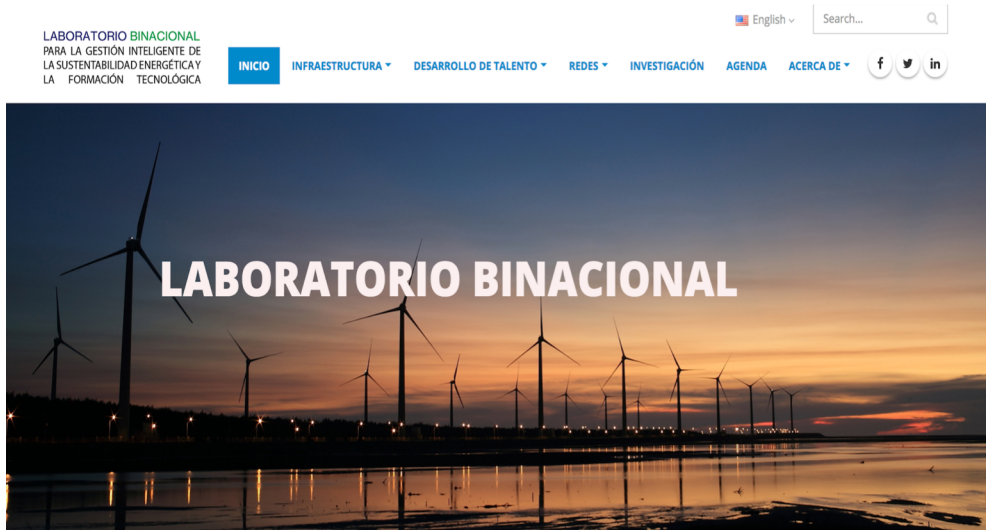 English
Search...
LABORATORIO BINACIONAL
PARA LA GESTIÓN INTELIGENTE DE
LA SUSTENTABILIDAD ENERGÉTICA Y
LA FORMACIÓN TECNOLÓGICA
INICIO
INFRAESTRUCTURA
DESARROLLO DE TALENTO
REDES
INVESTIGACIÓN
AGENDA
ACERCA DE
f
in
LABORATORIO BINACIONAL